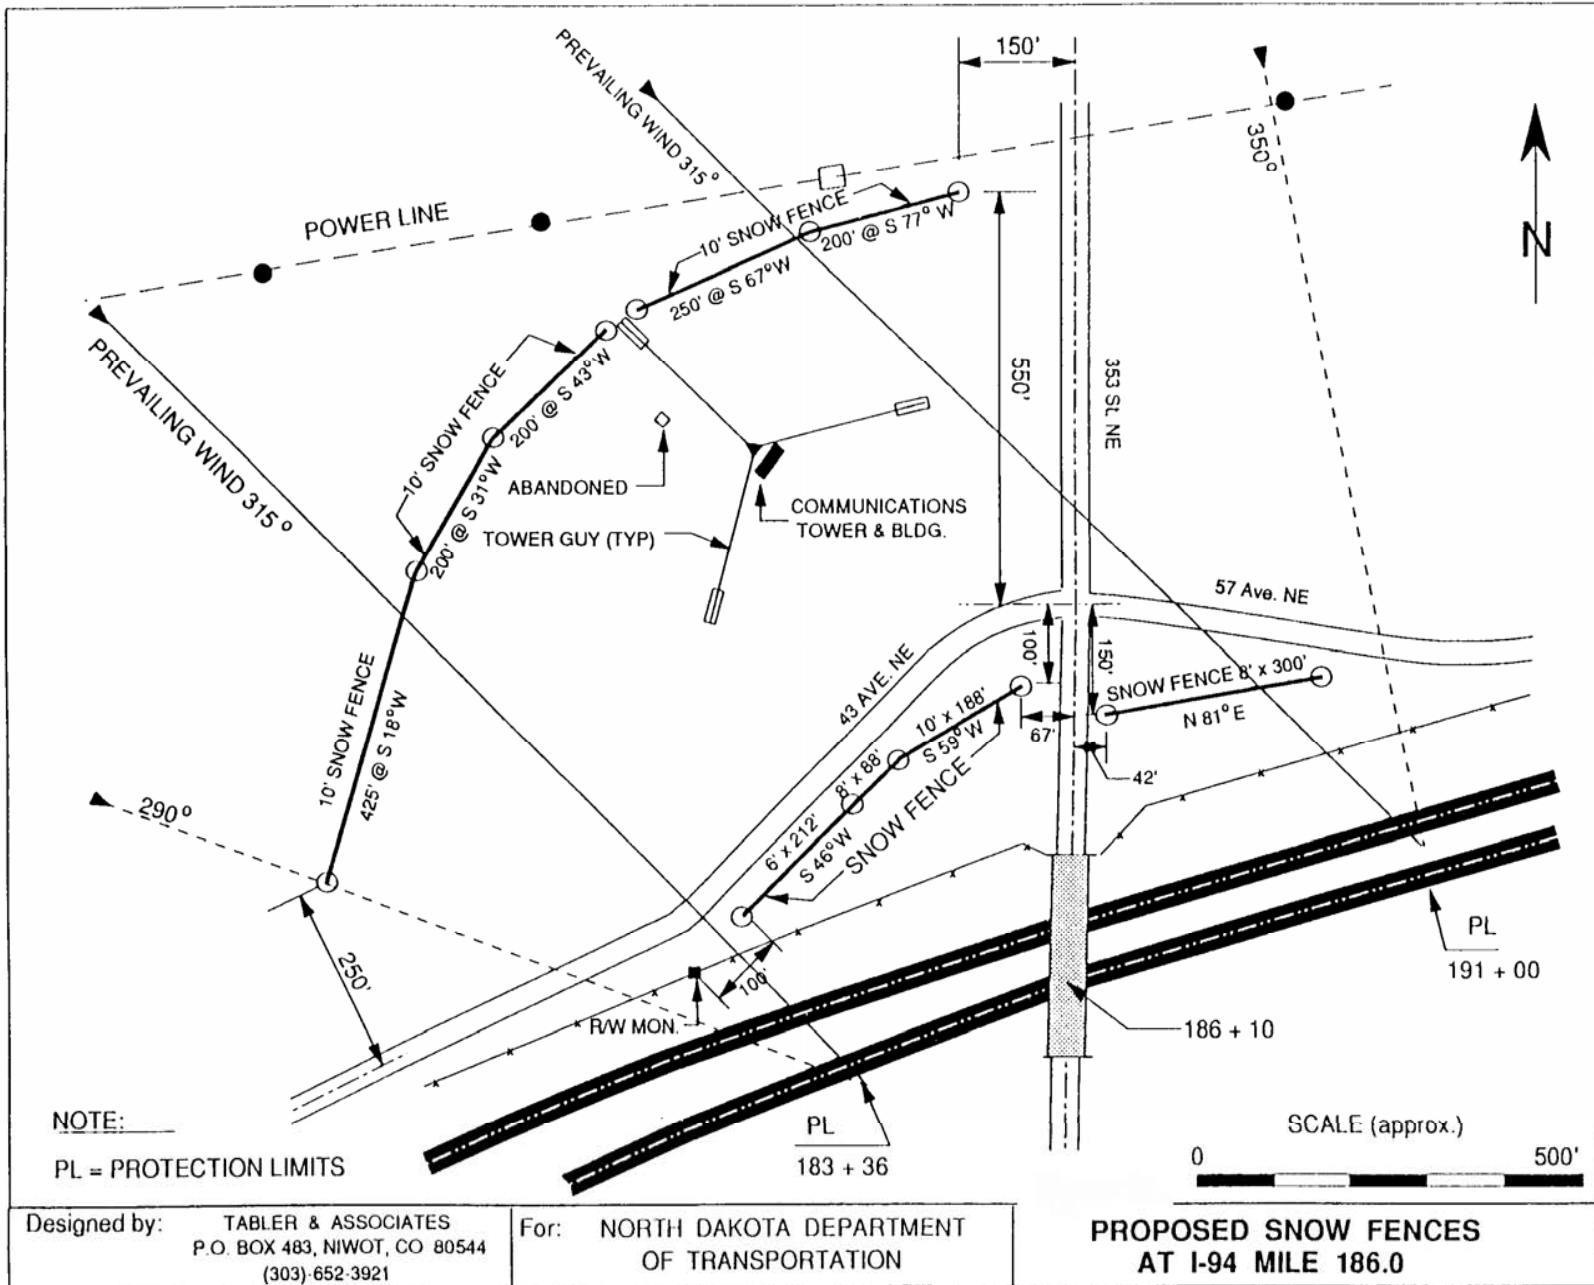 150'
PREVAILING WIND 315°
350°
N
POWER LINE
10' SNOW FENCE
200' @ S 77° W
250' @ S 67°W
PREVAILING WIND 315°
10' SNOW FENCE
200' @ S 43°W
200' @ S 31°W
550'
353 St. NE
ABANDONED
COMMUNICATIONS
TOWER & BLDG.
TOWER GUY (TYP)
57 Ave. NE
100'
150'
43 AVE. NE
SNOW FENCE 8' x 300'
N 81° E
10' x 188'
S 59°W
67'
42'
8' x 88'
6' x 212'
S 46°W
SNOW FENCE
10' SNOW FENCE
425' @ S 18°W
290°
250'
100'
R/W MON.
PL
191 + 00
186 + 10
PL
183 + 36
NOTE:
PL = PROTECTION LIMITS
SCALE (approx.)
0 500'
Designed by: TABLER & ASSOCIATES
P.O. BOX 483, NIWOT, CO 80544
(303)-652-3921
For: NORTH DAKOTA DEPARTMENT
OF TRANSPORTATION
PROPOSED SNOW FENCES
AT I-94 MILE 186.0